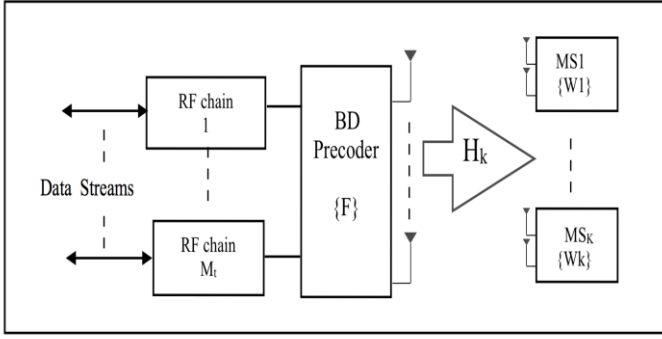 Data Streams
RF chain
1
RF chain
Mt
BD
Precoder
{F}
Hk
MS1
{W1}
MSK
{Wk}